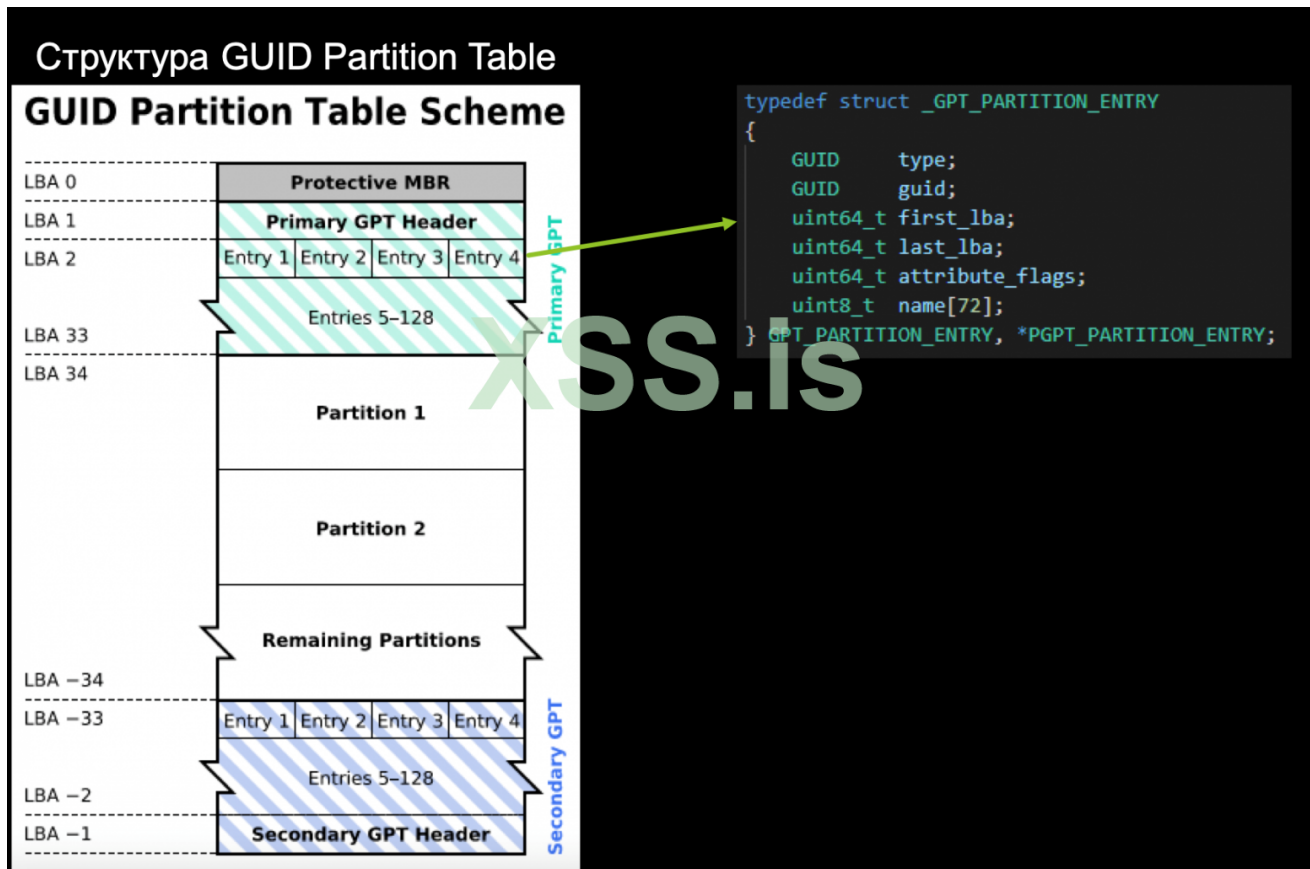 Структура GUID Partition Table
GUID Partition Table Scheme
LBA 0
Protective MBR
LBA 1
Primary GPT Header
LBA 2
Entry 1 Entry 2 Entry 3 Entry 4
Entries 5–128
LBA 33
Primary GPT
LBA 34
Partition 1
Partition 2
Remaining Partitions
LBA −34
LBA −33
Entry 1 Entry 2 Entry 3 Entry 4
Entries 5–128
LBA −2
LBA −1
Secondary GPT Header
Secondary GPT
typedef struct _GPT_PARTITION_ENTRY
{
GUID type;
GUID guid;
uint64_t first_lba;
uint64_t last_lba;
uint64_t attribute_flags;
uint8_t name[72];
} GPT_PARTITION_ENTRY, *PGPT_PARTITION_ENTRY;
XSS.is